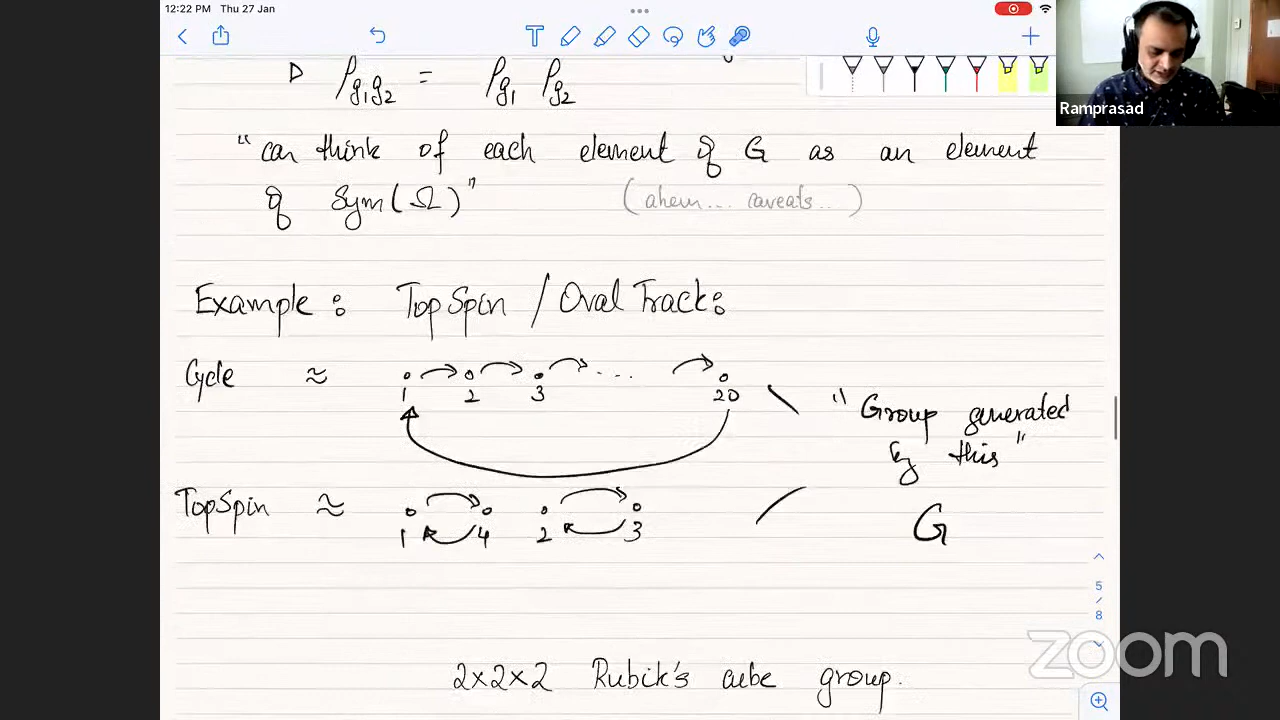 12:22 PM Thu 27 Jan
Ramprasad
▷ ρg₁g₂ = ρg₁ ρg₂
" can think of each element of G as an element
of Sym(Ω) " (ahem... caveats...)
Example: TopSpin / Oval Track:
Cycle ≈ 1 2 3 ... 20
" Group generated
by this "
TopSpin ≈ 1 4 2 3
G
5
/
8
zoom
2×2×2 Rubik's cube group.